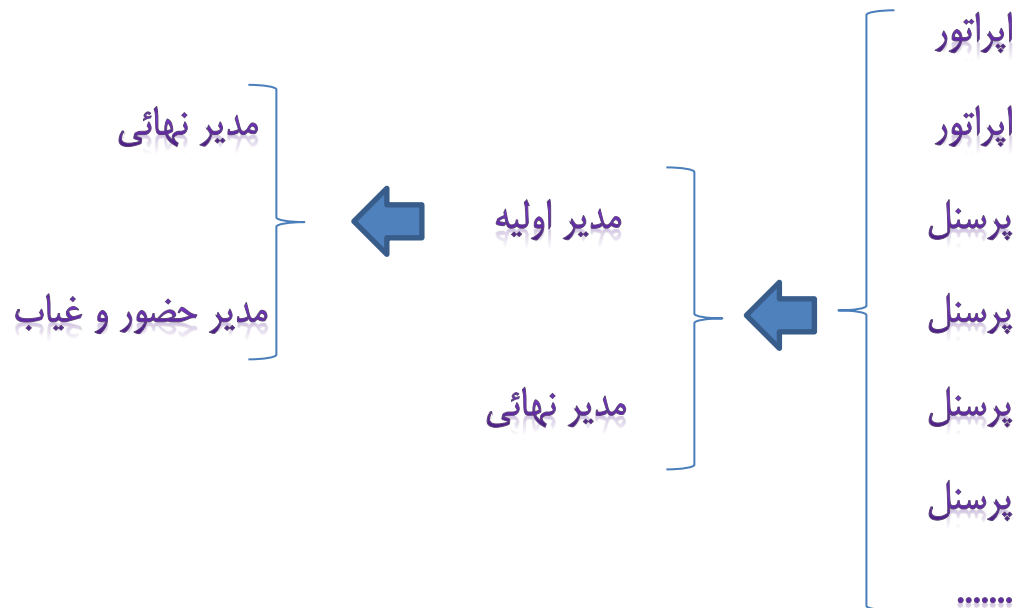 اپراتور
اپراتور
پرسنل
پرسنل
پرسنل
پرسنل
.......
مدیر اولیه
مدیر نهائی
مدیر نهائی
مدیر حضور و غیاب